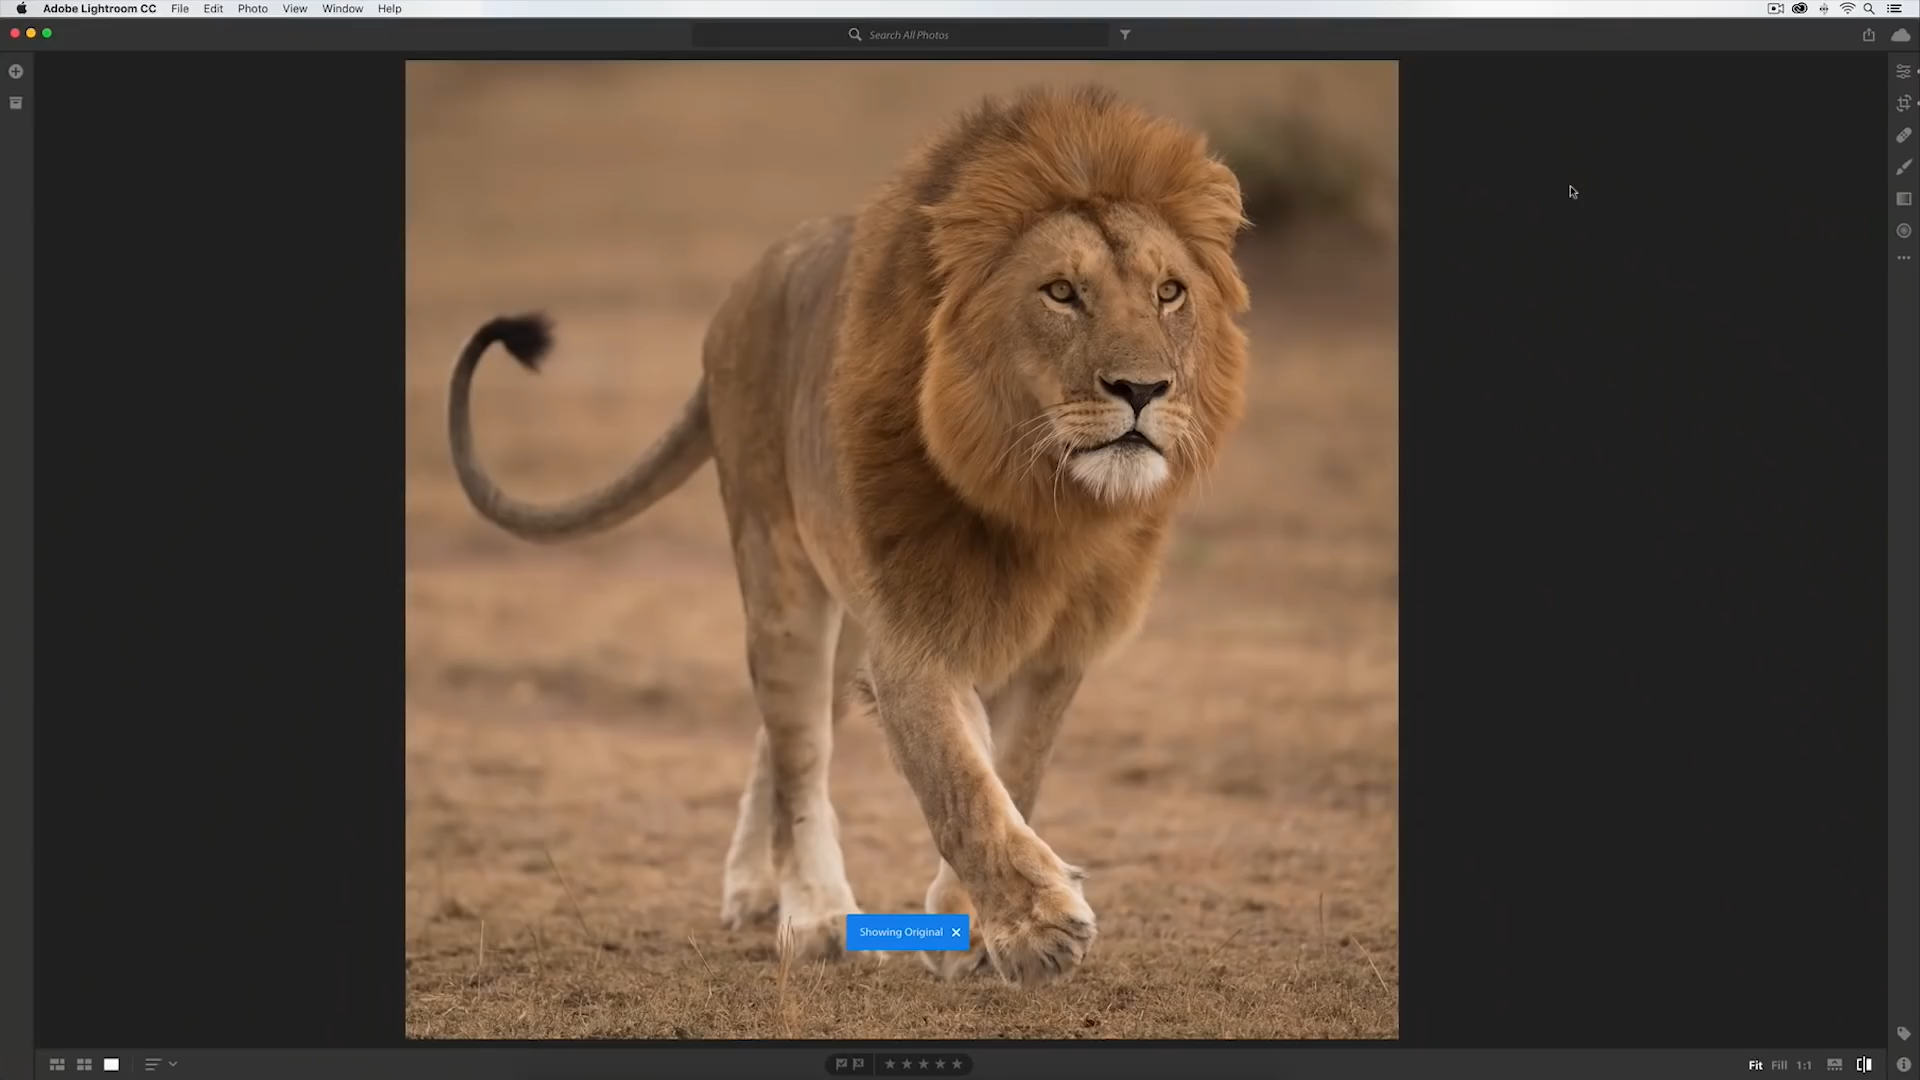 Adobe Lightroom CC File Edit Photo View Window Help
Search All Photos
Showing Original
Fit Fill 1:1